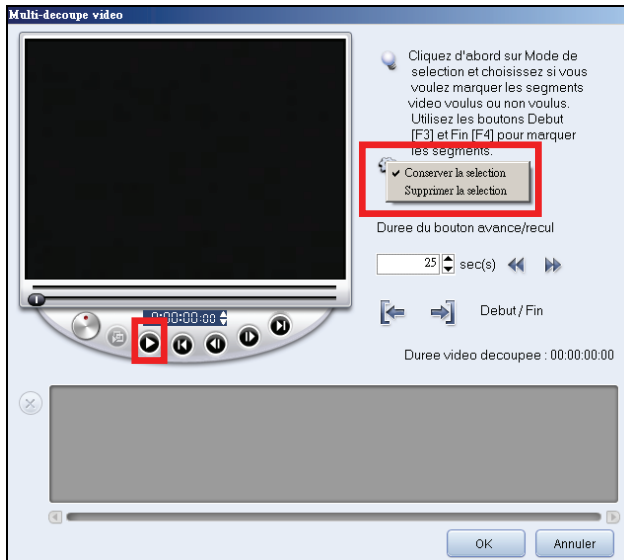 Multi-decoupe video
Cliquez d'abord sur Mode de
selection et choisissez si vous
voulez marquer les segments
video voulus ou non voulus.
Utilisez les boutons Debut
[F3] et Fin [F4] pour marquer
les segments.
Conserver la selection
Supprimer la selection
Duree du bouton avance/recul
25 sec(s)
0:00:00:00
Debut / Fin
Duree video decoupee : 00:00:00:00
OK
Annuler